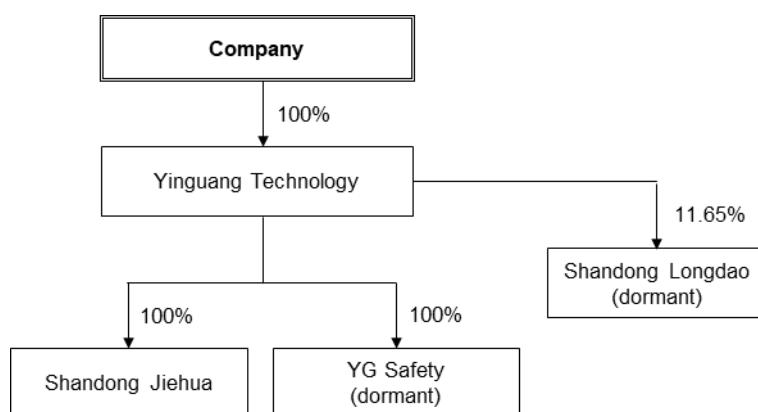 Company
100%
Yinguang Technology
11.65%
Shandong Longdao
(dormant)
100%
100%
Shandong Jiehua
YG Safety
(dormant)